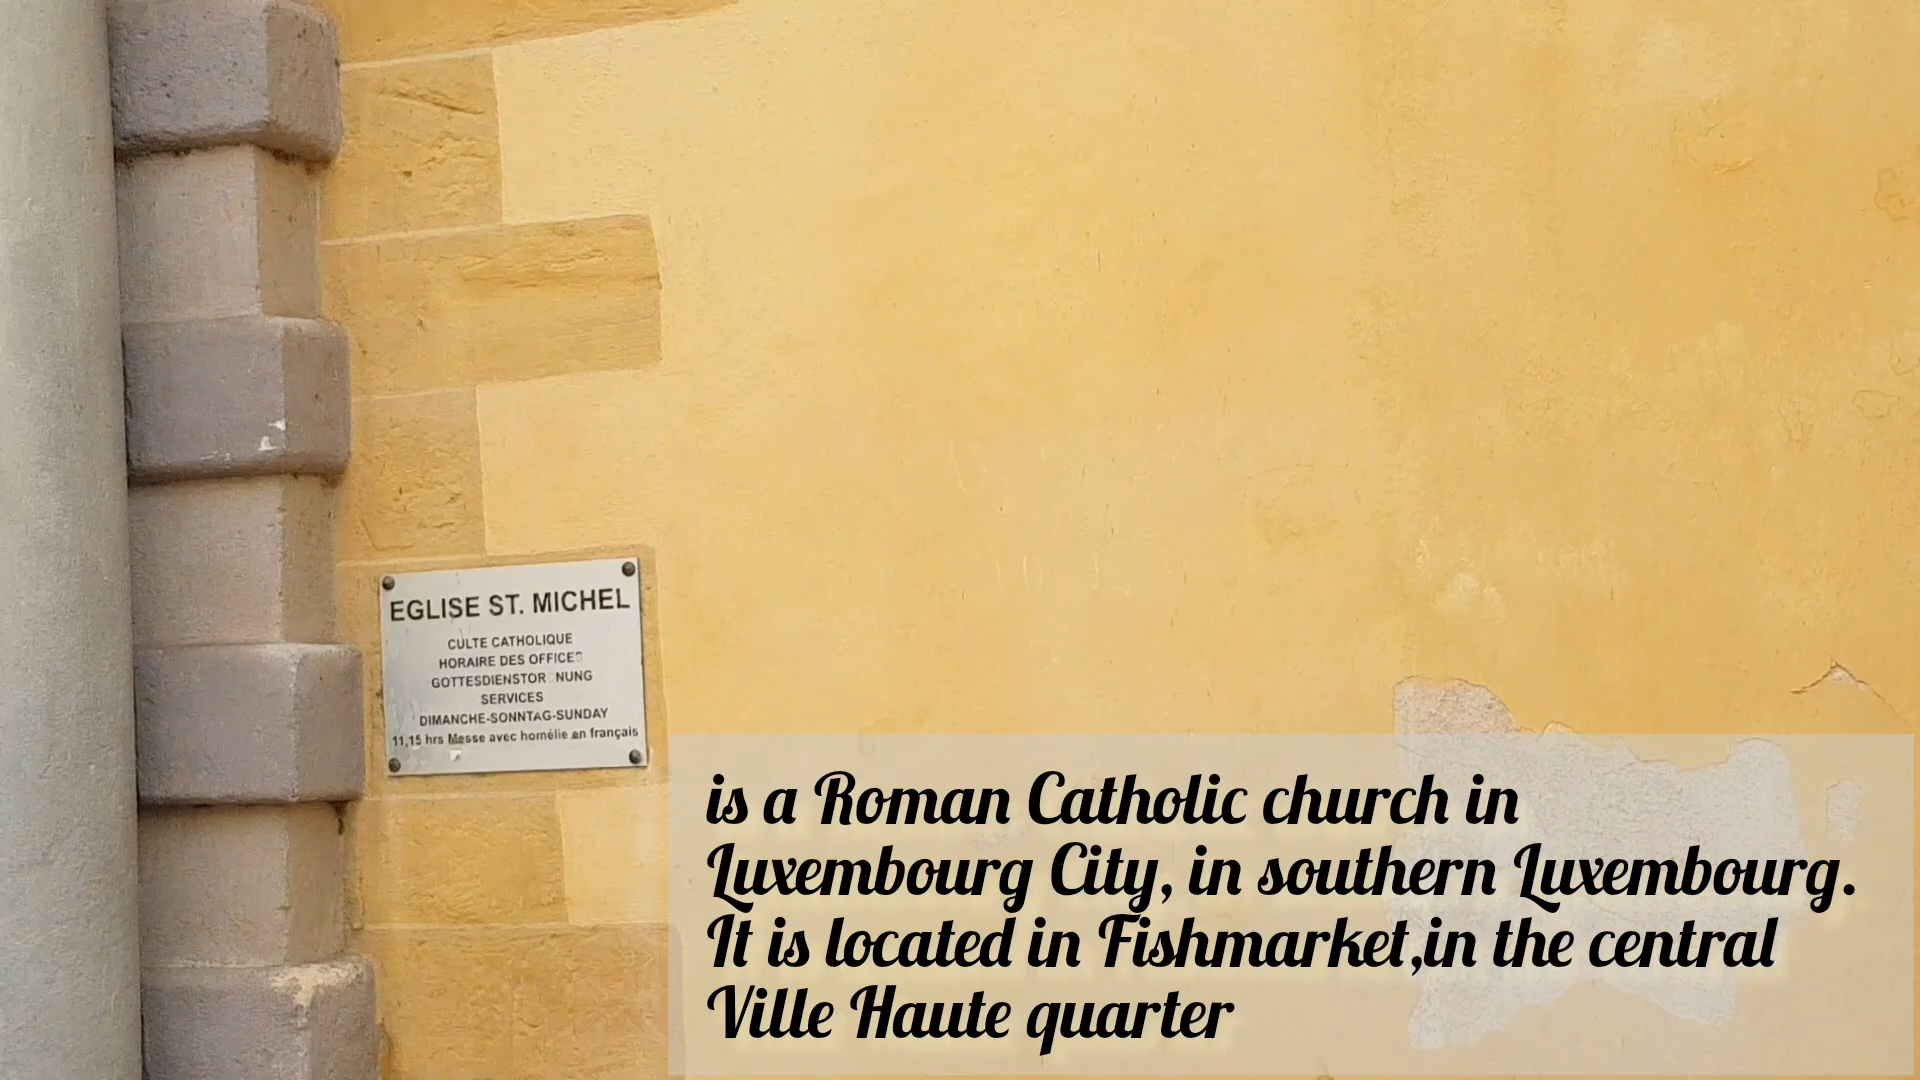 EGLISE ST. MICHEL
CULTE CATHOLIQUE
HORAIRE DES OFFICES
GOTTESDIENSTOR NUNG
SERVICES
DIMANCHE-SONNTAG-SUNDAY
11,15 hrs Messe avec homélie en français
is a Roman Catholic church in
Luxembourg City, in southern Luxembourg.
It is located in Fishmarket,in the central
Ville Haute quarter